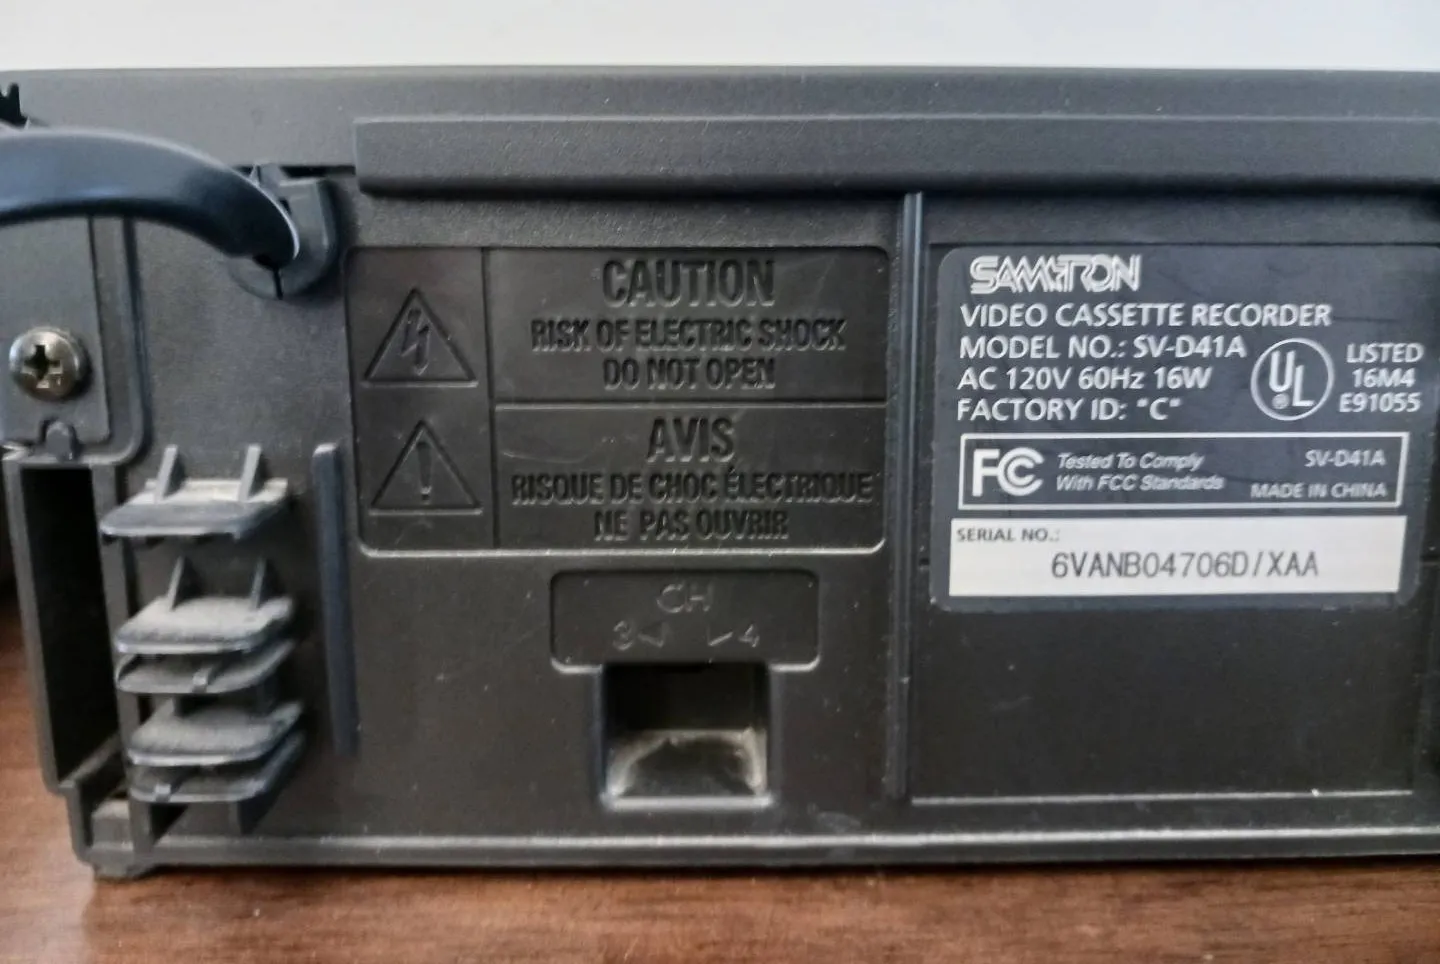 CAUTION
RISK OF ELECTRIC SHOCK
DO NOT OPEN
AVIS
RISQUE DE CHOC ÉLECTRIQUE
NE PAS OUVRIR
CH
3 4
SAMTRON
VIDEO CASSETTE RECORDER
MODEL NO.: SV-D41A
AC 120V 60Hz 16W
FACTORY ID: "C"
UL
®
LISTED
16M4
E91055
FC Tested To Comply
With FCC Standards
SV-D41A
MADE IN CHINA
SERIAL NO.:
6VANB04706D/XAA